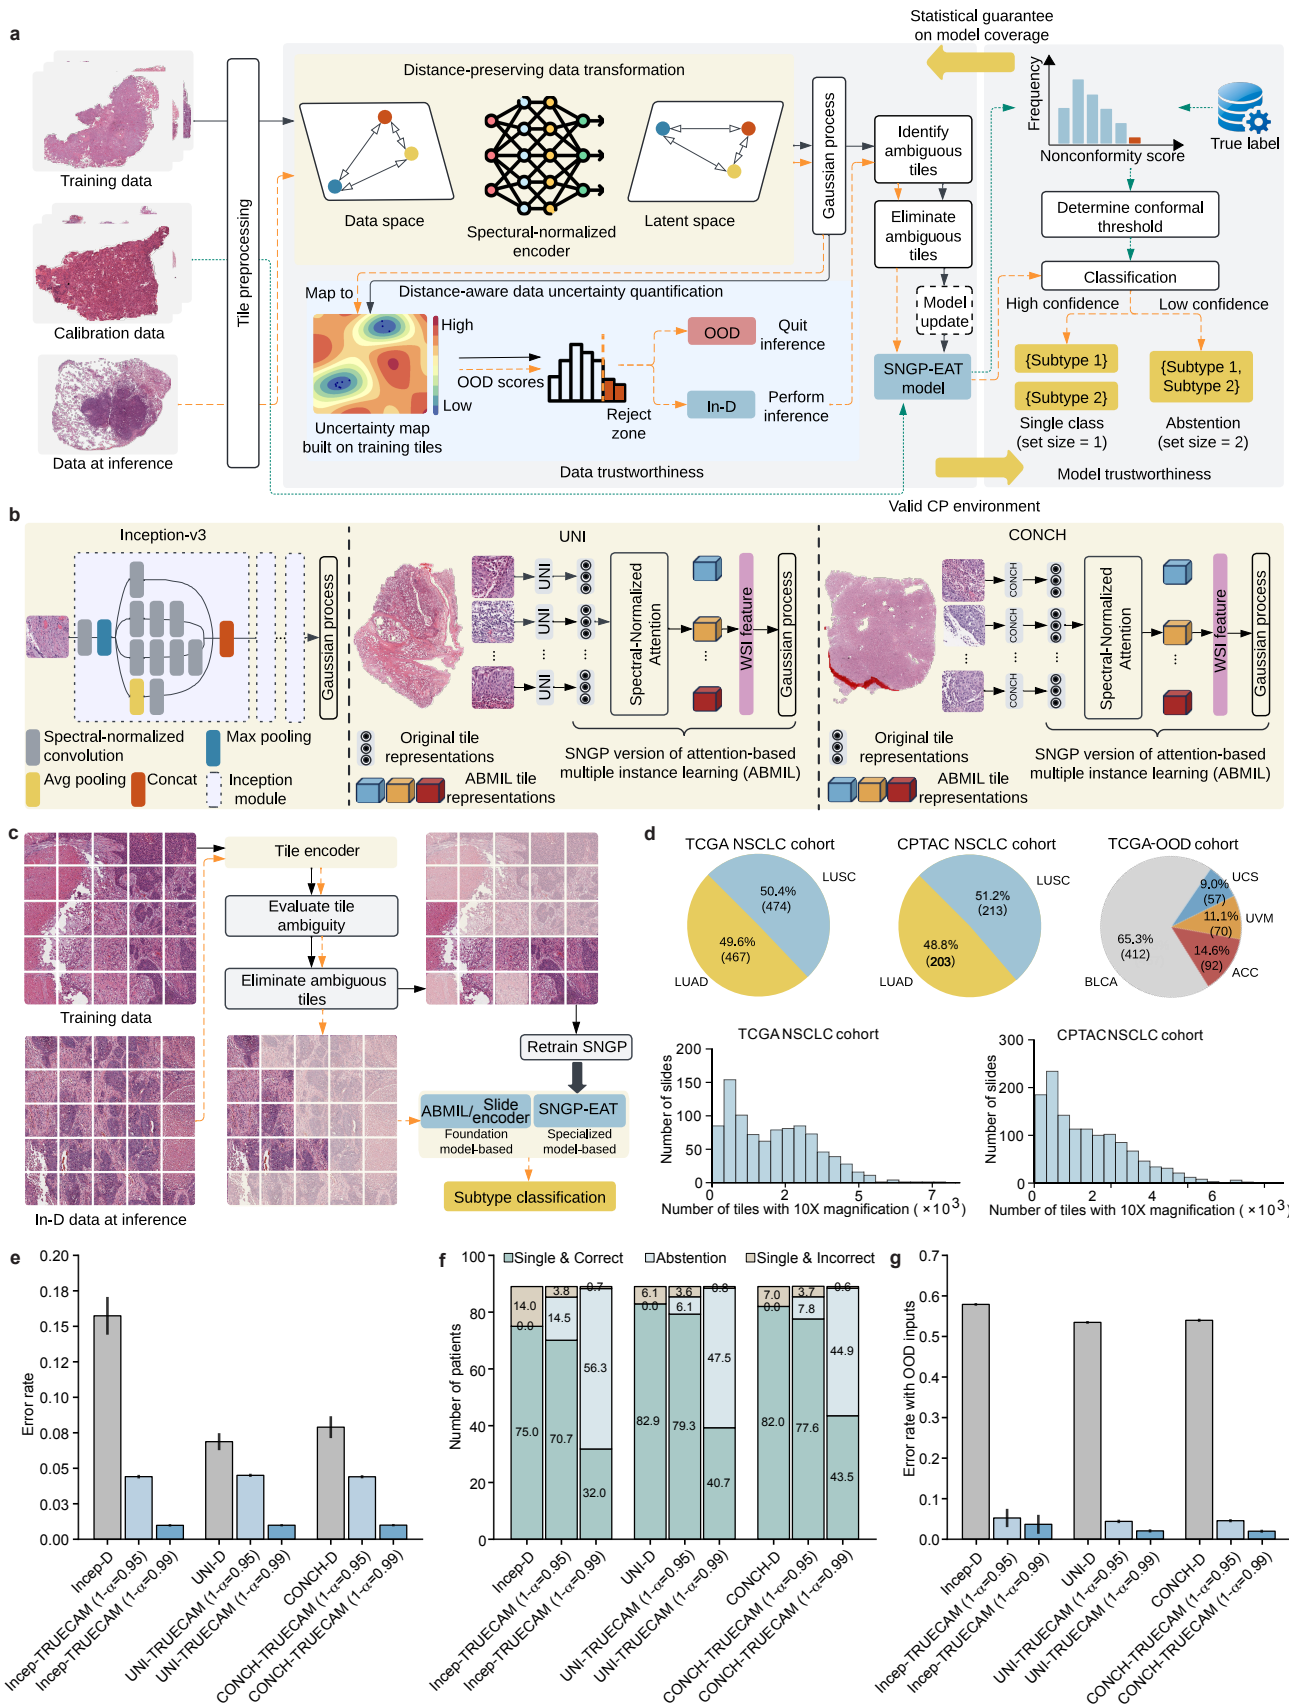 a
Statistical guarantee
on model coverage
Training data
Calibration data
Data at inference
Tile preprocessing
Distance-preserving data transformation
Data space
Spectural-normalized
encoder
Latent space
Gaussian process
Identify
ambiguous
tiles
Eliminate
ambiguous
tiles
Model
update
SNGP-EAT
model
Map to
Distance-aware data uncertainty quantification
High
Low
Uncertainty map
built on training tiles
OOD scores
Reject
zone
OOD
In-D
Quit
inference
Perform
inference
Data trustworthiness
Frequency
Nonconformity score
True label
Determine conformal
threshold
Classification
High confidence
Low confidence
{Subtype 1}
{Subtype 2}
{Subtype 1,
Subtype 2}
Single class
(set size = 1)
Abstention
(set size = 2)
Model trustworthiness
Valid CP environment
b
Inception-v3
Gaussian process
Spectral-normalized
convolution
Max pooling
Avg pooling
Concat
Inception
module
UNI
UNI
UNI
...
UNI
Spectral-Normalized
Attention
WSI feature
Gaussian process
Original tile
representations
SNGP version of attention-based
multiple instance learning (ABMIL)
ABMIL tile
representations
CONCH
CONCH
CONCH
...
CONCH
Spectral-Normalized
Attention
WSI feature
Gaussian process
Original tile
representations
SNGP version of attention-based
multiple instance learning (ABMIL)
ABMIL tile
representations
c
Training data
In-D data at inference
Tile encoder
Evaluate tile
ambiguity
Eliminate ambiguous
tiles
Retrain SNGP
ABMIL/
Slide
encoder
SNGP-EAT
Foundation
model-based
Specialized
model-based
Subtype classification
d
TCGA NSCLC cohort
LUSC
50.4%
(474)
49.6%
(467)
LUAD
CPTAC NSCLC cohort
LUSC
51.2%
(213)
48.8%
(203)
LUAD
TCGA-OOD cohort
UCS
9.0%
(57)
UVM
11.1%
(70)
14.6%
(92)
ACC
65.3%
(412)
BLCA
TCGA NSCLC cohort
Number of slides
200
150
100
50
0
0
2
5
7
Number of tiles with 10X magnification (×10³)
CPTAC NSCLC cohort
Number of slides
300
200
100
0
0
2
4
6
8
Number of tiles with 10X magnification (×10³)
e
Error rate
0.20
0.18
0.15
0.12
0.10
0.08
0.05
0.03
0.00
Incep-D
Incep-TRUECAM (1-α=0.95)
Incep-TRUECAM (1-α=0.99)
UNI-D
UNI-TRUECAM (1-α=0.95)
UNI-TRUECAM (1-α=0.99)
CONCH-D
CONCH-TRUECAM (1-α=0.95)
CONCH-TRUECAM (1-α=0.99)
f
Single & Correct
Abstention
Single & Incorrect
Number of patients
100
80
60
40
20
0
14.0
0.0
75.0
3.8
14.5
70.7
0.7
56.3
32.0
6.1
0.0
82.9
3.6
6.1
79.3
0.8
47.5
40.7
7.0
0.0
82.0
3.7
7.8
77.6
0.6
44.9
43.5
Incep-D
Incep-TRUECAM (1-α=0.95)
Incep-TRUECAM (1-α=0.99)
UNI-D
UNI-TRUECAM (1-α=0.95)
UNI-TRUECAM (1-α=0.99)
CONCH-D
CONCH-TRUECAM (1-α=0.95)
CONCH-TRUECAM (1-α=0.99)
g
Error rate with OOD inputs
0.7
0.6
0.5
0.4
0.3
0.2
0.1
0.0
Incep-D
Incep-TRUECAM (1-α=0.95)
Incep-TRUECAM (1-α=0.99)
UNI-D
UNI-TRUECAM (1-α=0.95)
UNI-TRUECAM (1-α=0.99)
CONCH-D
CONCH-TRUECAM (1-α=0.95)
CONCH-TRUECAM (1-α=0.99)